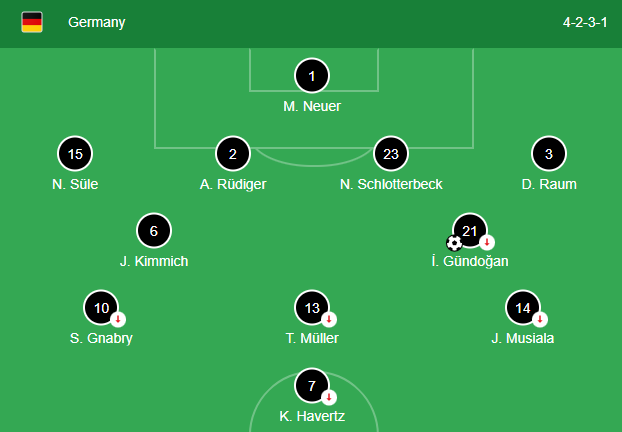 Germany 4-2-3-1
1
M. Neuer
15 2 23 3
N. Süle A. Rüdiger N. Schlotterbeck D. Raum
6 21
J. Kimmich İ. Gündoğan
10 13 14
S. Gnabry T. Müller J. Musiala
7
K. Havertz